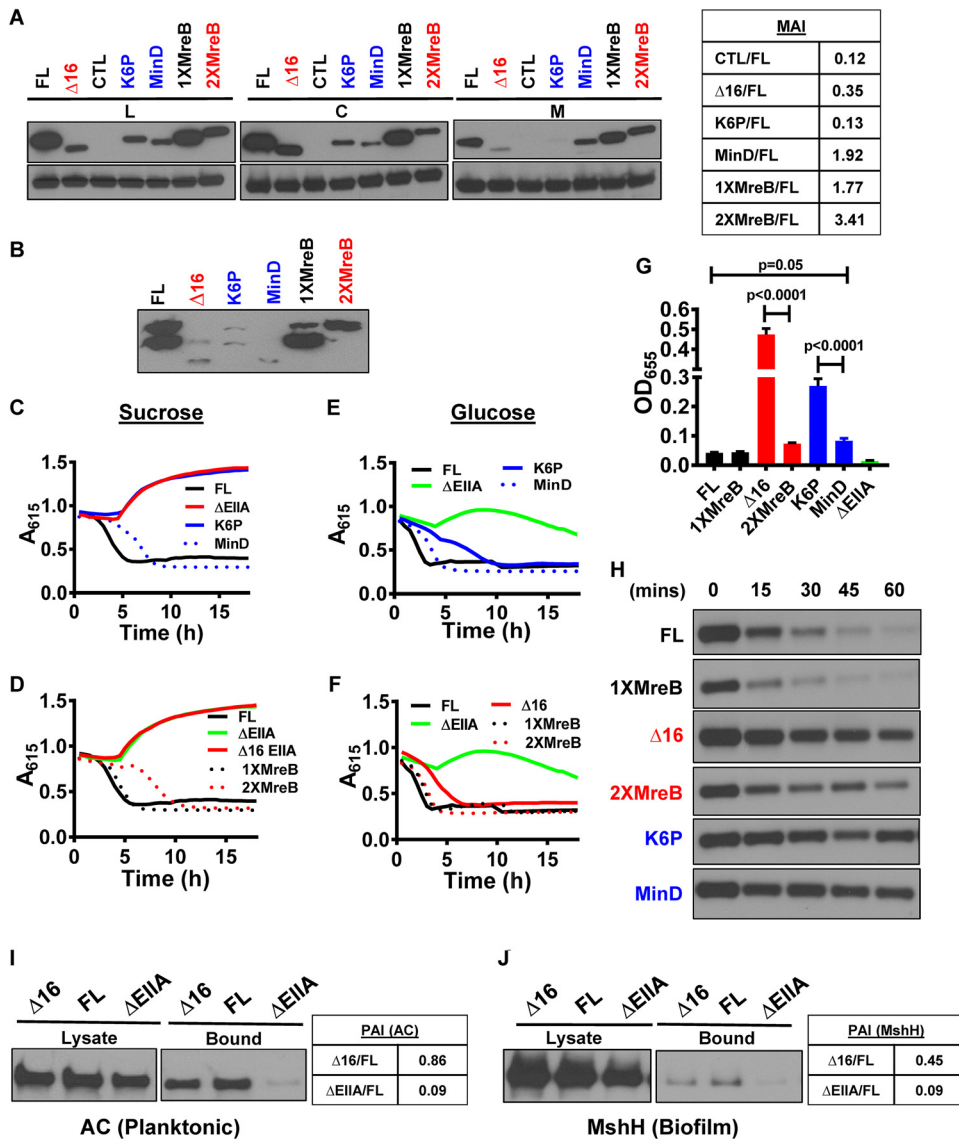 A
FL Δ16 CTL K6P MinD 1XMreB 2XMreB
FL Δ16 CTL K6P MinD 1XMreB 2XMreB
FL Δ16 CTL K6P MinD 1XMreB 2XMreB
L C M
MAI
CTL/FL 0.12
Δ16/FL 0.35
K6P/FL 0.13
MinD/FL 1.92
1XMreB/FL 1.77
2XMreB/FL 3.41
B
FL Δ16 K6P MinD 1XMreB 2XMreB
C
Sucrose
A615
1.5
1.0
0.5
0.0
0 5 10 15
Time (h)
FL
ΔEIIA
K6P
MinD
E
Glucose
A615
1.5
1.0
0.5
0.0
0 5 10 15
Time (h)
FL
ΔEIIA
K6P
MinD
D
A615
1.5
1.0
0.5
0.0
0 5 10 15
Time (h)
FL
ΔEIIA
Δ16 EIIA
1XMreB
2XMreB
F
A615
1.5
1.0
0.5
0.0
0 5 10 15
Time (h)
FL
ΔEIIA
Δ16
1XMreB
2XMreB
G
p=0.05
p<0.0001
p<0.0001
OD655
0.6
0.5
0.4
0.3
0.2
0.1
0.0
FL 1XMreB Δ16 2XMreB K6P MinD ΔEIIA
H
(mins) 0 15 30 45 60
FL
1XMreB
Δ16
2XMreB
K6P
MinD
I
Δ16 FL ΔEIIA Δ16 FL ΔEIIA
Lysate Bound
PAI (AC)
Δ16/FL 0.86
ΔEIIA/FL 0.09
AC (Planktonic)
J
Δ16 FL ΔEIIA Δ16 FL ΔEIIA
Lysate Bound
PAI (MshH)
Δ16/FL 0.45
ΔEIIA/FL 0.09
MshH (Biofilm)